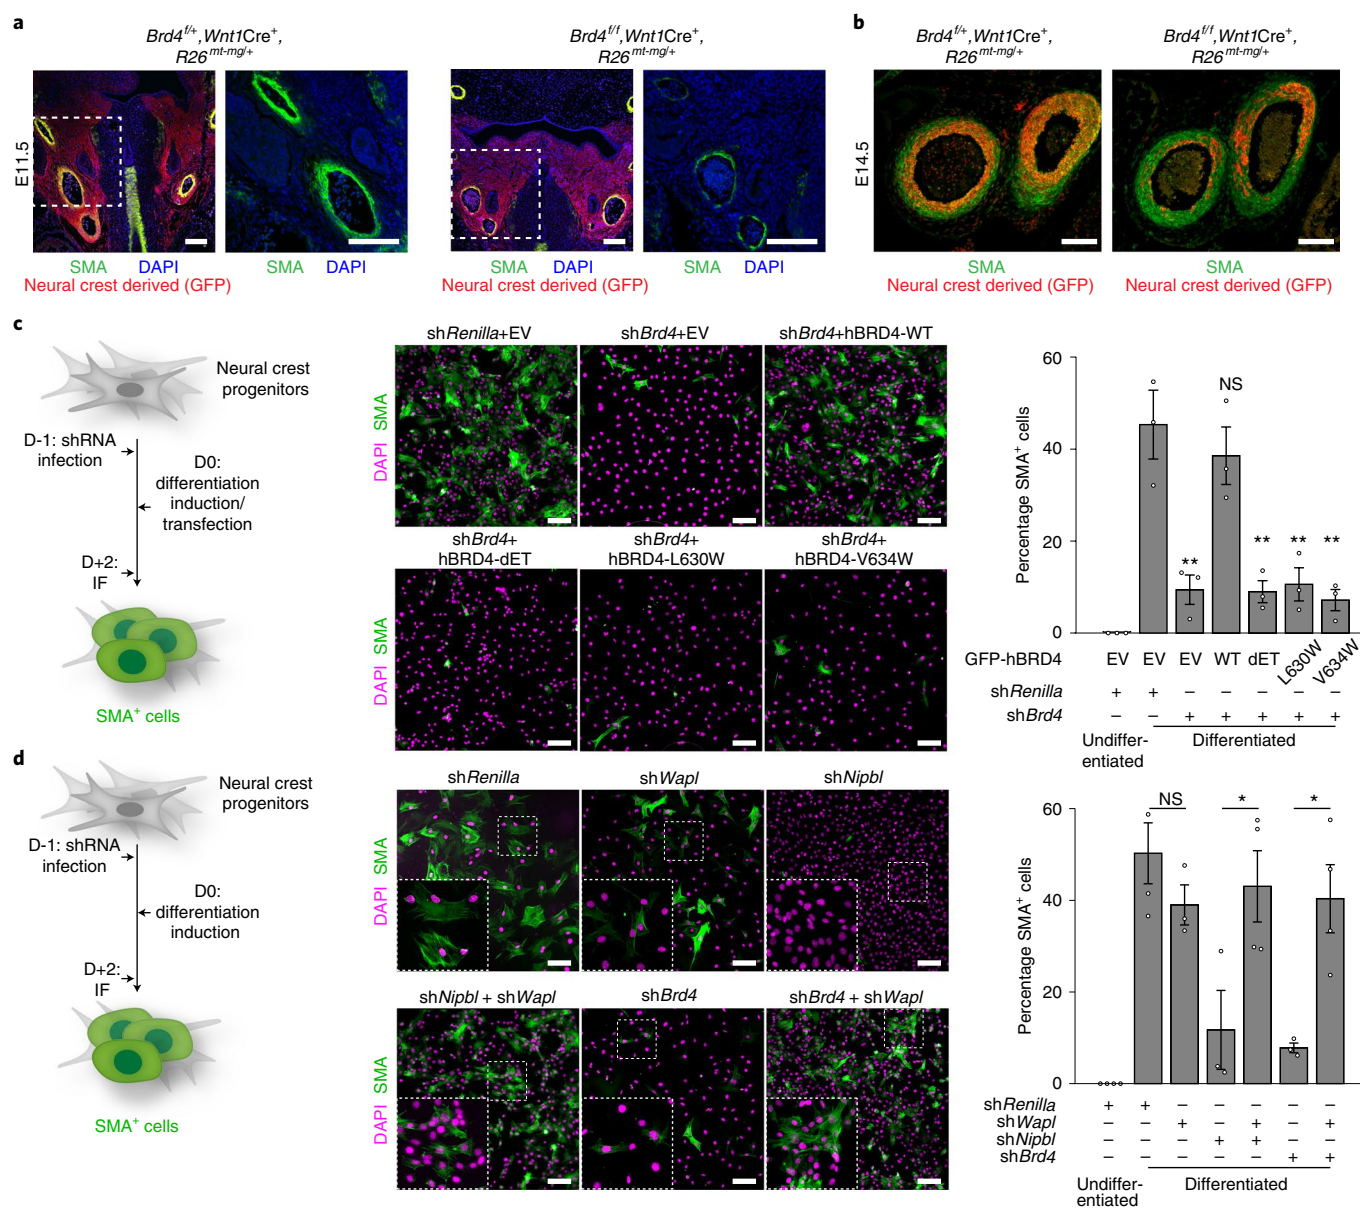 a
Brd4f/+,Wnt1Cre+,
R26mt-mg/+
Brd4f/f,Wnt1Cre+,
R26mt-mg/+
E11.5
SMA DAPI
Neural crest derived (GFP)
SMA DAPI
SMA DAPI
Neural crest derived (GFP)
SMA DAPI
b
Brd4f/+,Wnt1Cre+,
R26mt-mg/+
Brd4f/f,Wnt1Cre+,
R26mt-mg/+
E14.5
SMA
Neural crest derived (GFP)
SMA
Neural crest derived (GFP)
c
Neural crest
progenitors
D-1: shRNA
infection
D0:
differentiation
induction/
transfection
D+2:
IF
SMA+ cells
shRenilla+EV
shBrd4+EV
shBrd4+hBRD4-WT
DAPI SMA
shBrd4+
hBRD4-dET
shBrd4+
hBRD4-L630W
shBrd4+
hBRD4-V634W
DAPI SMA
Percentage SMA+ cells
60
40
20
0
** NS ** ** **
GFP-hBRD4 EV EV EV WT dET L630W V634W
shRenilla + + – – – – –
shBrd4 – – + + + + +
Undiffer-
entiated
Differentiated
d
Neural crest
progenitors
D-1: shRNA
infection
D0:
differentiation
induction
D+2:
IF
SMA+ cells
shRenilla
shWapl
shNipbl
DAPI SMA
shNipbl + shWapl
shBrd4
shBrd4 + shWapl
DAPI SMA
Percentage SMA+ cells
60
40
20
0
NS * *
shRenilla + + – – – – –
shWapl – – + – + – +
shNipbl – – – + + – –
shBrd4 – – – – – + +
Undiffer-
entiated
Differentiated